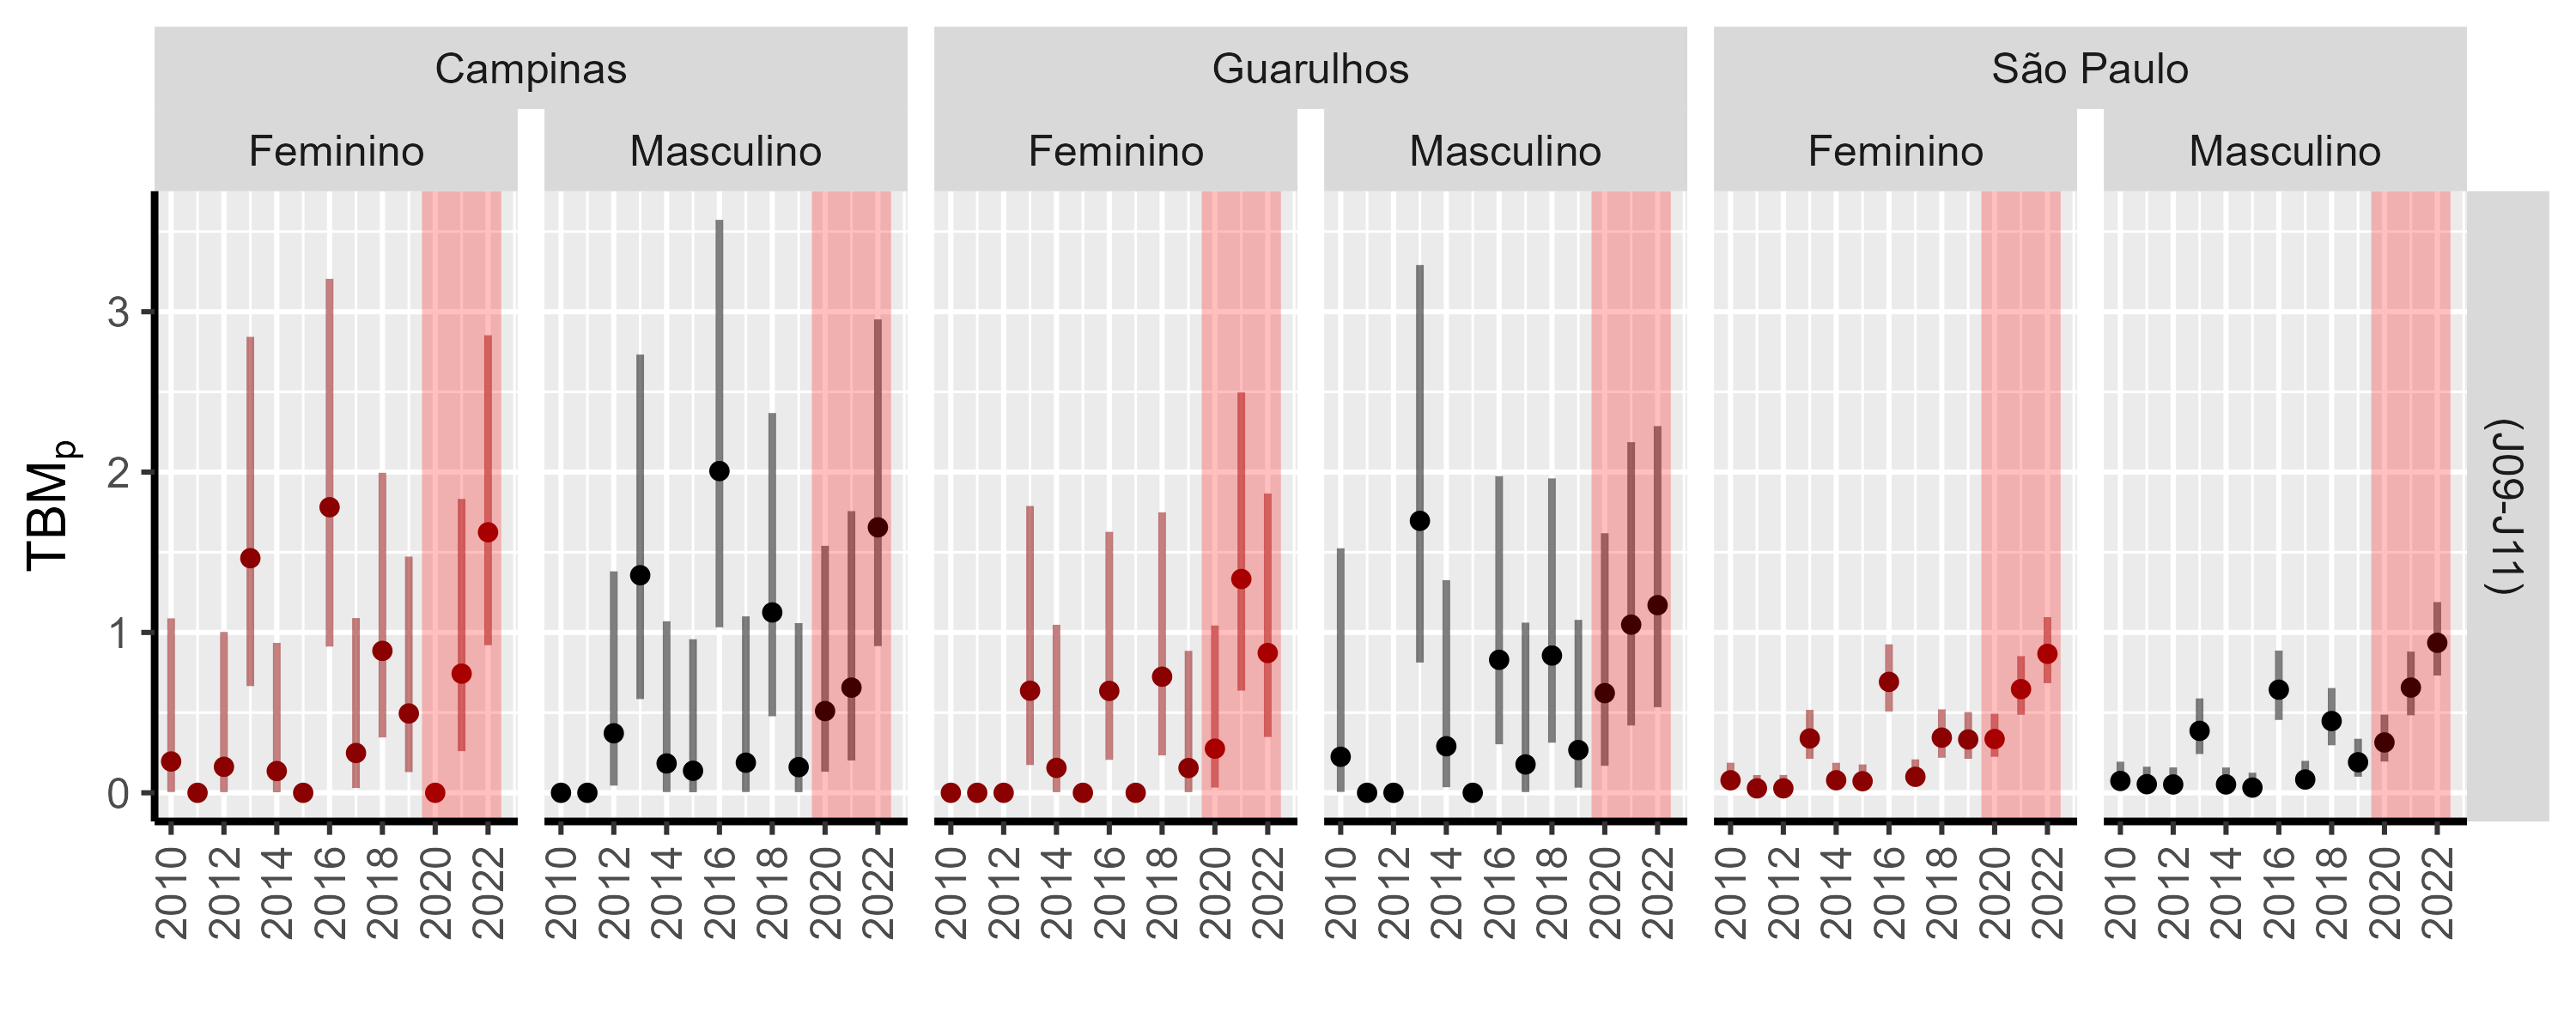 Campinas Guarulhos São Paulo
Feminino Masculino Feminino Masculino Feminino Masculino
TBMp
3
2
1
0
(J09-J11)
2010 2012 2014 2016 2018 2020 2022 2010 2012 2014 2016 2018 2020 2022 2010 2012 2014 2016 2018 2020 2022 2010 2012 2014 2016 2018 2020 2022 2010 2012 2014 2016 2018 2020 2022 2010 2012 2014 2016 2018 2020 2022